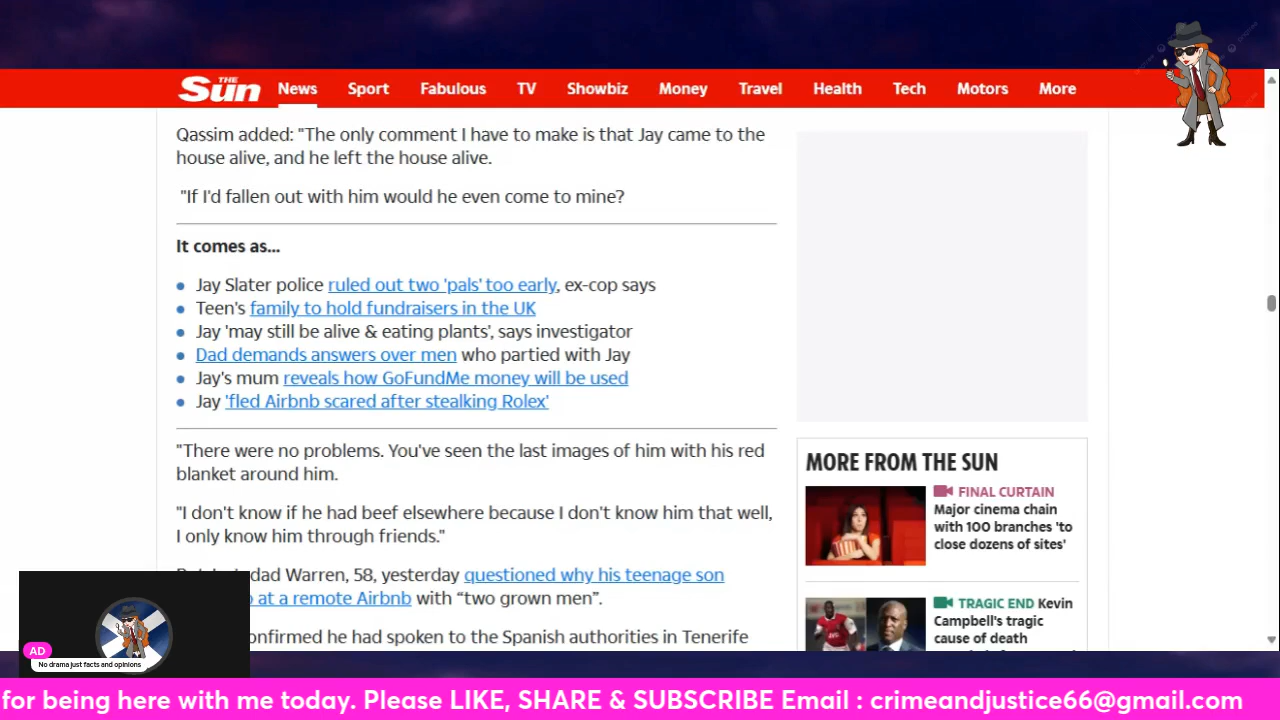 THE Sun News Sport Fabulous TV Showbiz Money Travel Health Tech Motors More
Qassim added: "The only comment I have to make is that Jay came to the
house alive, and he left the house alive.
"If I'd fallen out with him would he even come to mine?
It comes as...
Jay Slater police ruled out two 'pals' too early, ex-cop says
Teen's family to hold fundraisers in the UK
Jay 'may still be alive & eating plants', says investigator
Dad demands answers over men who partied with Jay
Jay's mum reveals how GoFundMe money will be used
Jay 'fled Airbnb scared after stealking Rolex'
"There were no problems. You've seen the last images of him with his red
blanket around him.
"I don't know if he had beef elsewhere because I don't know him that well,
I only know him through friends."
dad Warren, 58, yesterday questioned why his teenage son
at a remote Airbnb with “two grown men”.
confirmed he had spoken to the Spanish authorities in Tenerife
MORE FROM THE SUN
FINAL CURTAIN
Major cinema chain
with 100 branches 'to
close dozens of sites'
TRAGIC END Kevin
Campbell's tragic
cause of death
AD
No drama just facts and opinions
for being here with me today. Please LIKE, SHARE & SUBSCRIBE Email : crimeandjustice66@gmail.com